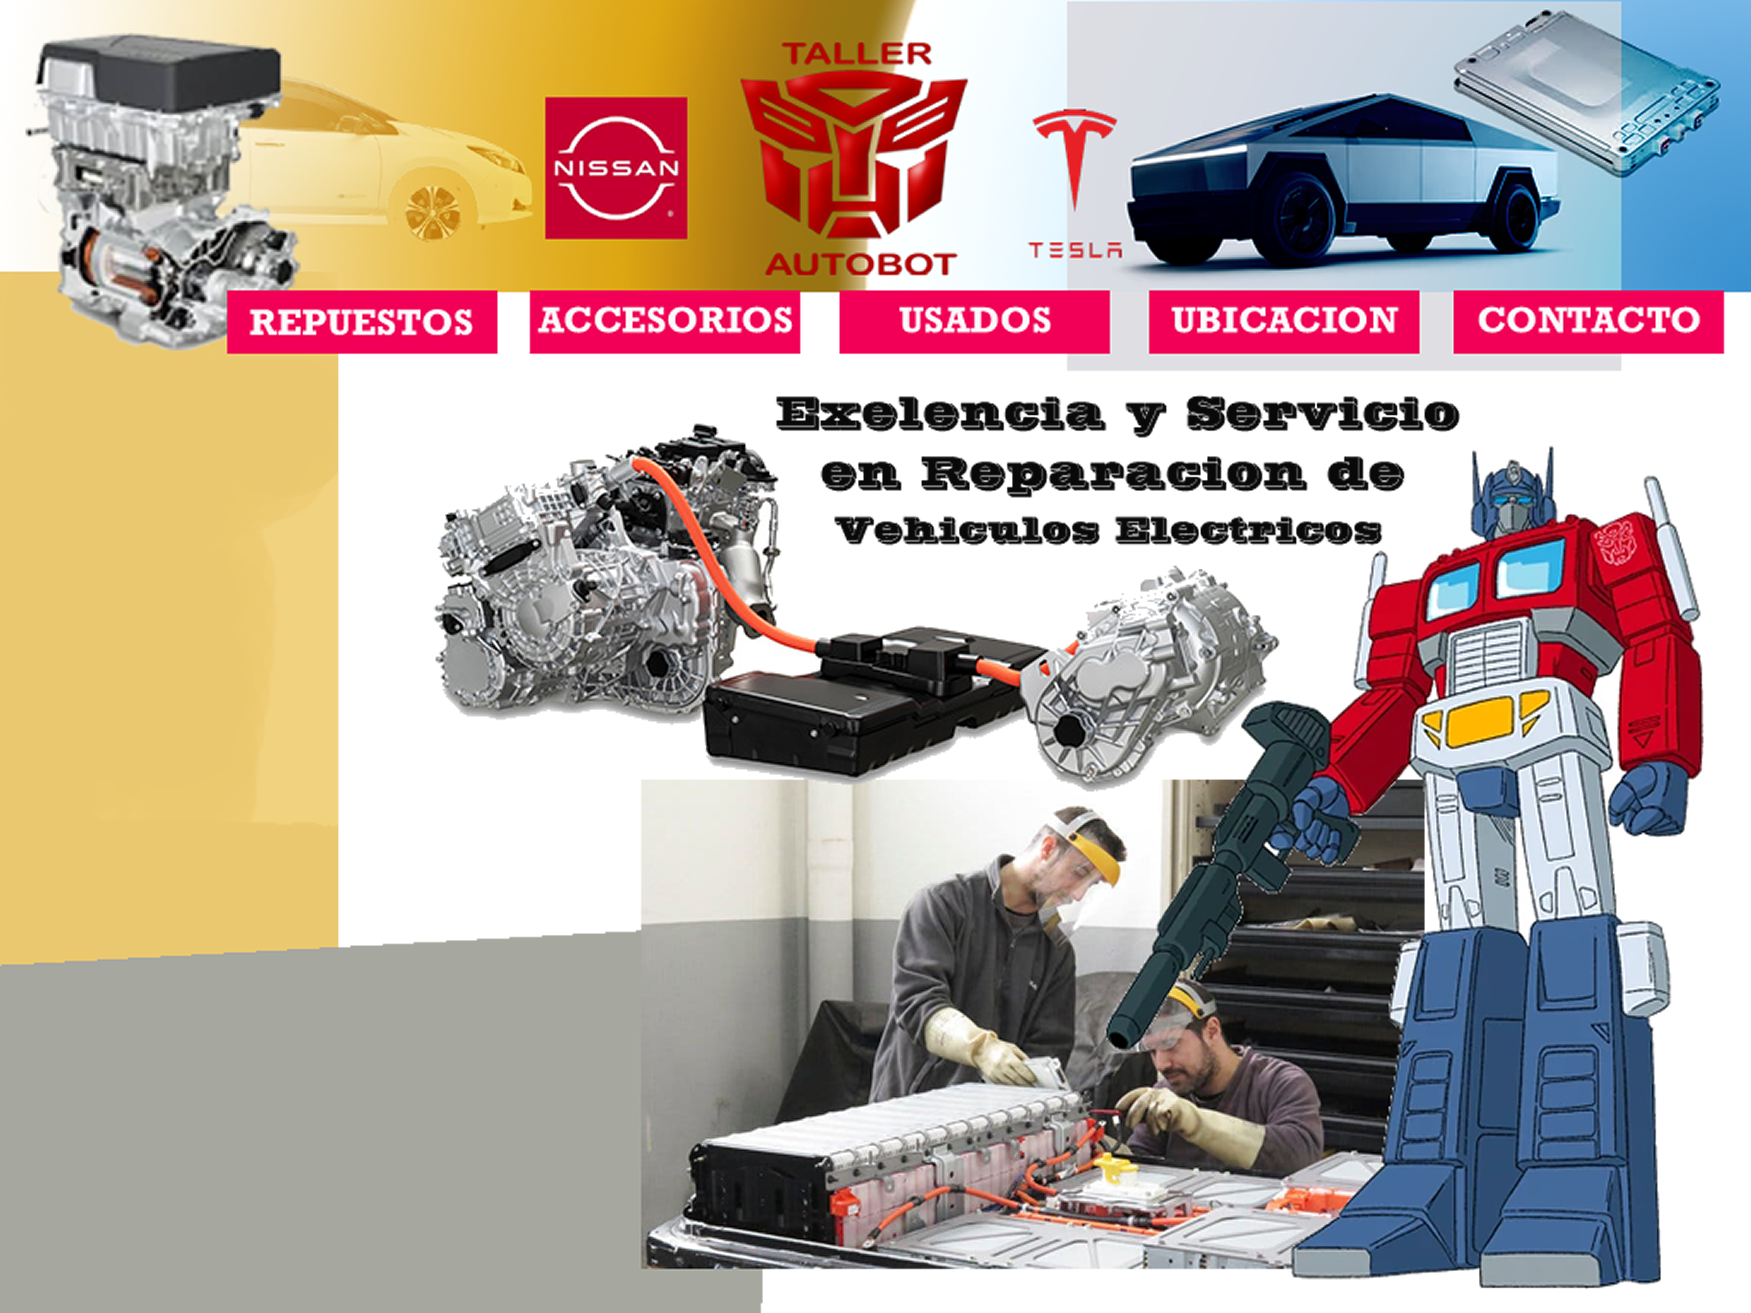 TALLER
AUTOBOT
NISSAN
TESLA
REPUESTOS
ACCESORIOS
USADOS
UBICACION
CONTACTO
Exelencia y Servicio
en Reparacion de
Vehiculos Electricos